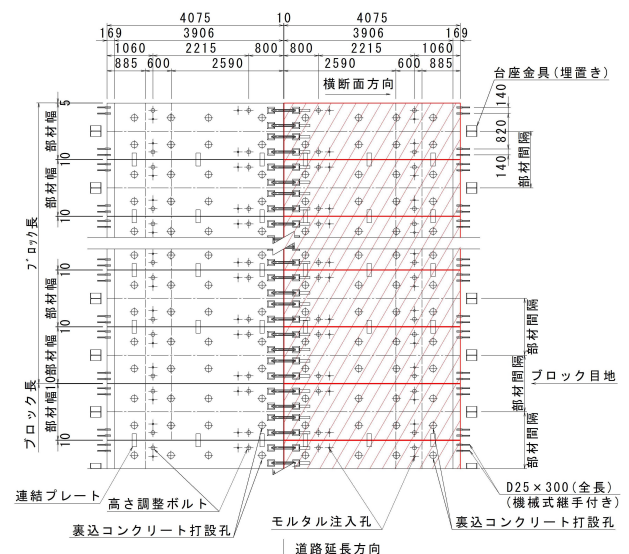 4075 10 4075
169 3906 3906 169
1060 2215 800 800 2215 1060
885 600 2590 2590 600 885
横断面方向
台座金具(埋置き)
140
820
140
部材間隔
5
部材幅
10
部材幅
10
ブロック長
10
部材幅
10
部材幅
10
部材幅
10
ブロック長
部材間隔
部材間隔
部材間隔
ブロック目地
連結プレート
高さ調整ボルト
裏込コンクリート打設孔
モルタル注入孔
D25×300(全長)
(機械式継手付き)
裏込コンクリート打設孔
道路延長方向